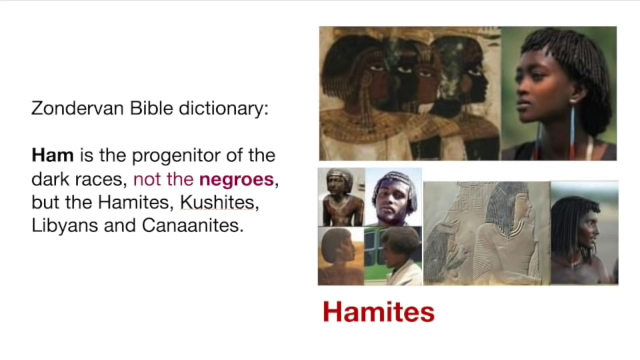 Zondervan Bible dictionary:
Ham is the progenitor of the
dark races, not the negroes,
but the Hamites, Kushites,
Libyans and Canaanites.
Hamites